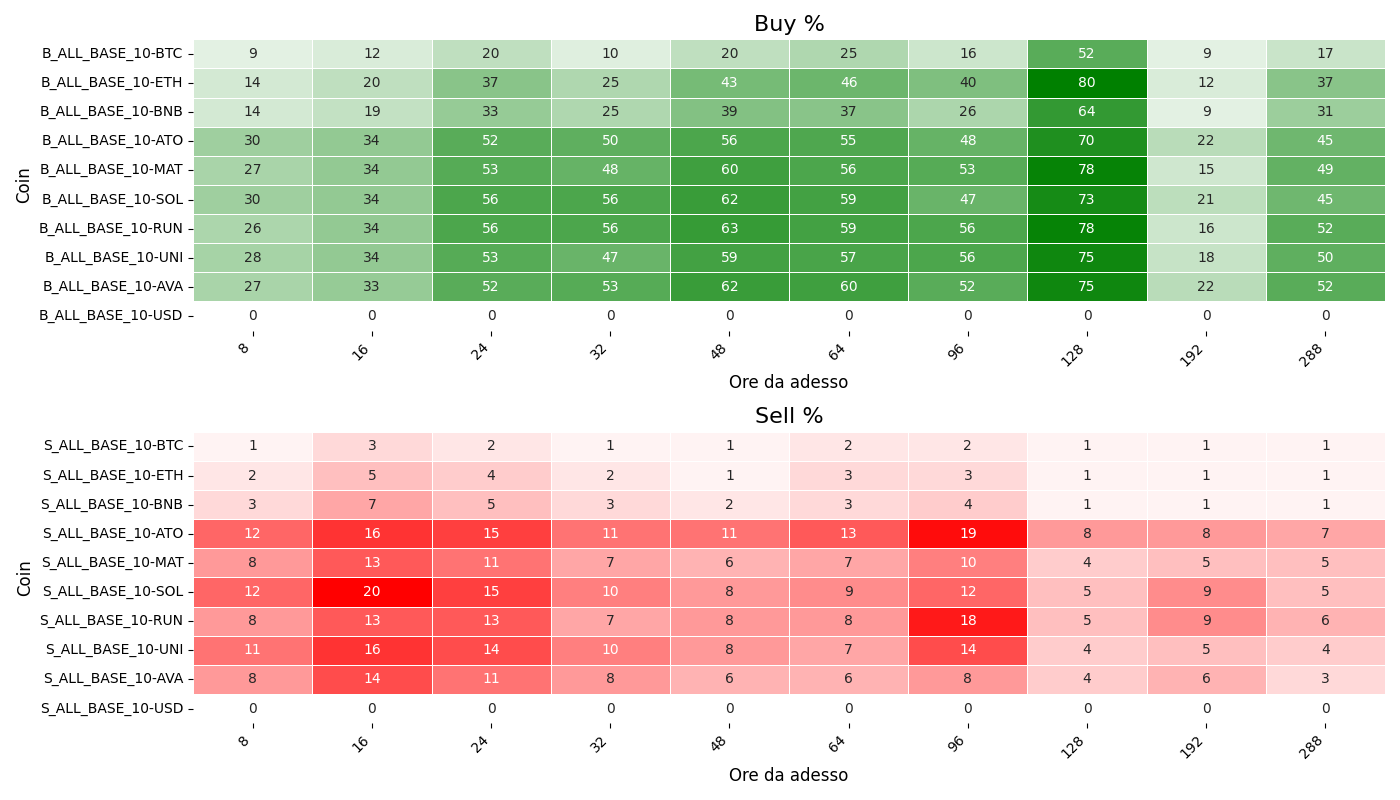 Buy %
Coin
B_ALL_BASE_10-BTC 9 12 20 10 20 25 16 52 9 17
B_ALL_BASE_10-ETH 14 20 37 25 43 46 40 80 12 37
B_ALL_BASE_10-BNB 14 19 33 25 39 37 26 64 9 31
B_ALL_BASE_10-ATO 30 34 52 50 56 55 48 70 22 45
B_ALL_BASE_10-MAT 27 34 53 48 60 56 53 78 15 49
B_ALL_BASE_10-SOL 30 34 56 56 62 59 47 73 21 45
B_ALL_BASE_10-RUN 26 34 56 56 63 59 56 78 16 52
B_ALL_BASE_10-UNI 28 34 53 47 59 57 56 75 18 50
B_ALL_BASE_10-AVA 27 33 52 53 62 60 52 75 22 52
B_ALL_BASE_10-USD 0 0 0 0 0 0 0 0 0 0
8 16 24 32 48 64 96 128 192 288
Ore da adesso
Sell %
Coin
S_ALL_BASE_10-BTC 1 3 2 1 1 2 2 1 1 1
S_ALL_BASE_10-ETH 2 5 4 2 1 3 3 1 1 1
S_ALL_BASE_10-BNB 3 7 5 3 2 3 4 1 1 1
S_ALL_BASE_10-ATO 12 16 15 11 11 13 19 8 8 7
S_ALL_BASE_10-MAT 8 13 11 7 6 7 10 4 5 5
S_ALL_BASE_10-SOL 12 20 15 10 8 9 12 5 9 5
S_ALL_BASE_10-RUN 8 13 13 7 8 8 18 5 9 6
S_ALL_BASE_10-UNI 11 16 14 10 8 7 14 4 5 4
S_ALL_BASE_10-AVA 8 14 11 8 6 6 8 4 6 3
S_ALL_BASE_10-USD 0 0 0 0 0 0 0 0 0 0
8 16 24 32 48 64 96 128 192 288
Ore da adesso